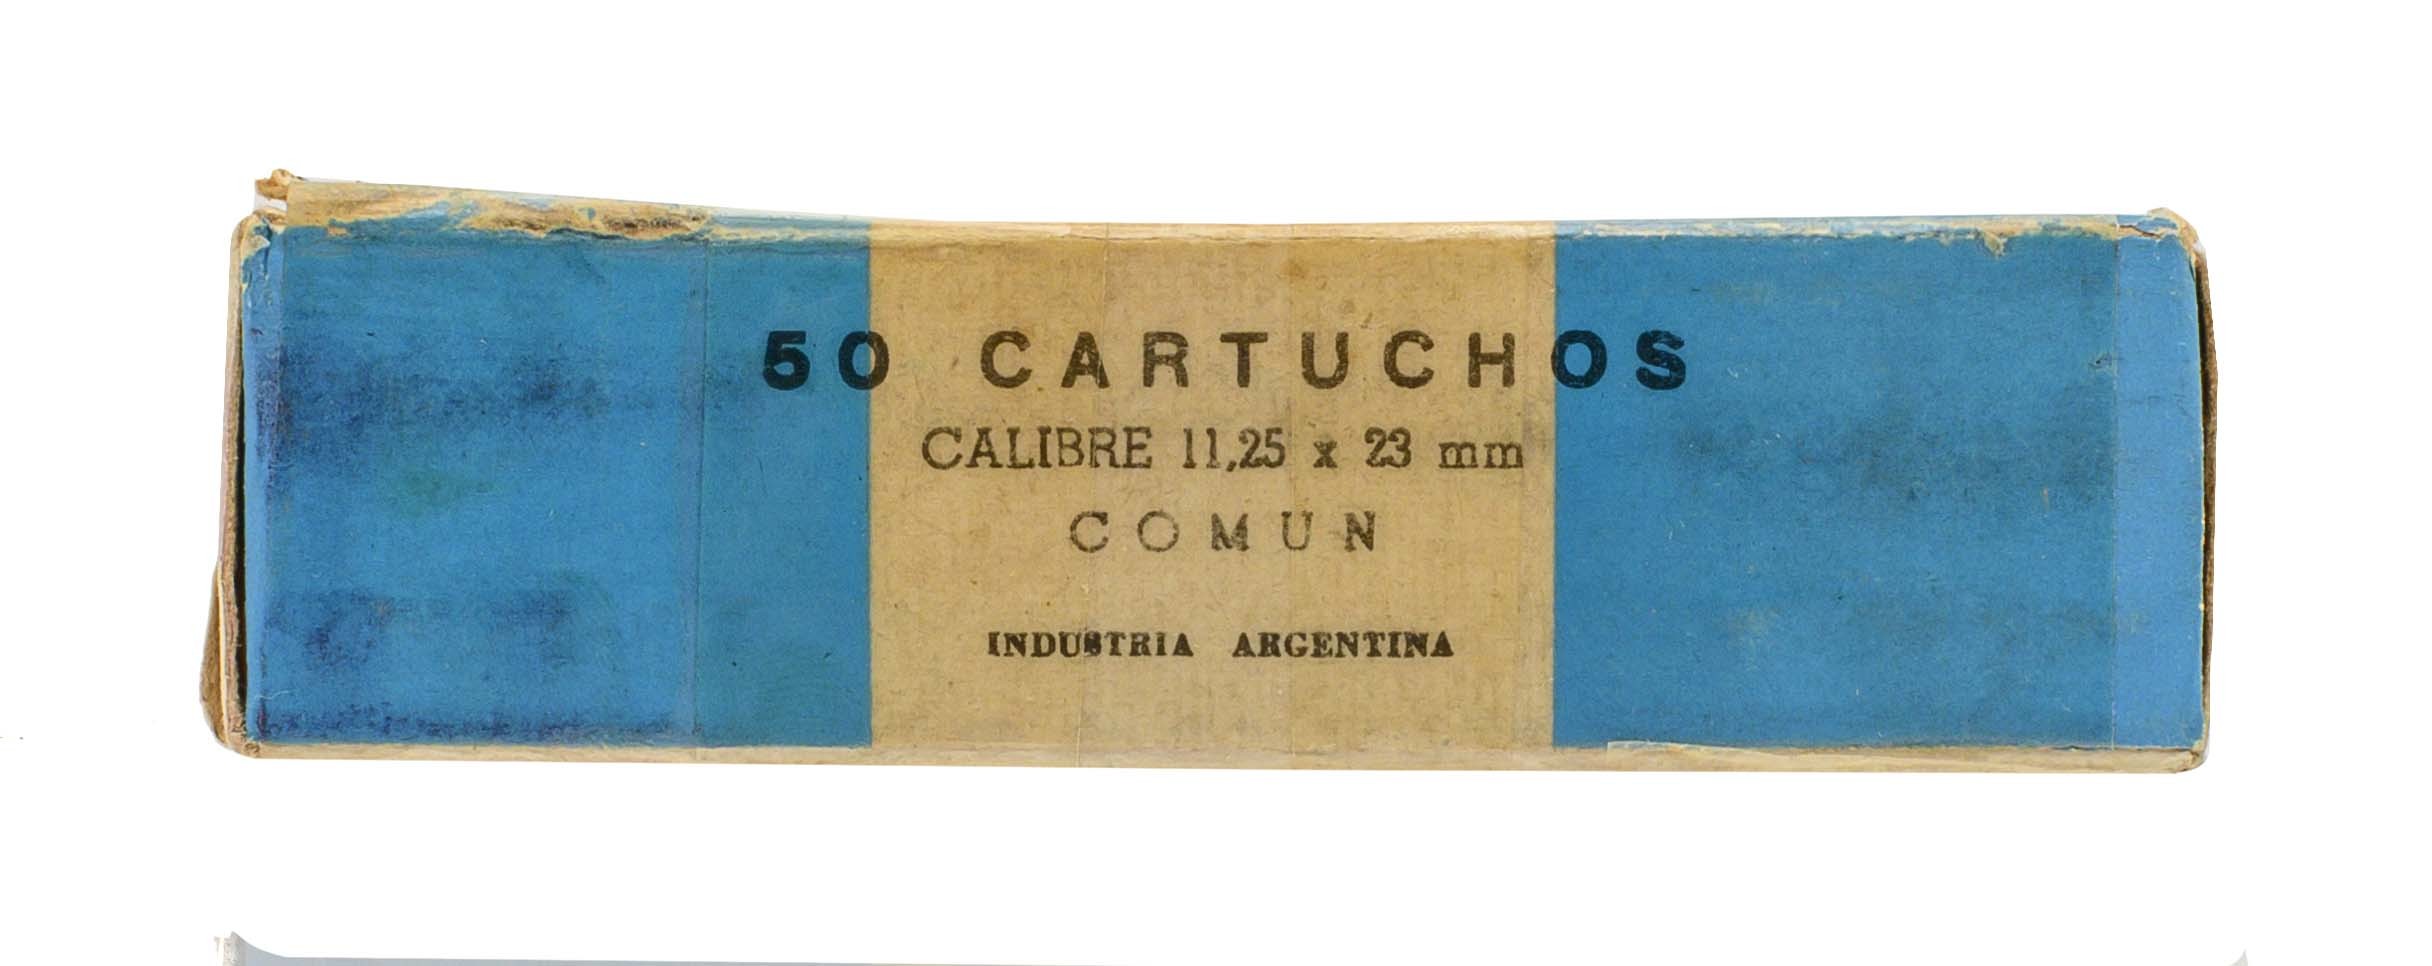 50 CARTUCHOS
CALIBRE 11,25 x 23 mm
COMUN
INDUSTRIA ARGENTINA